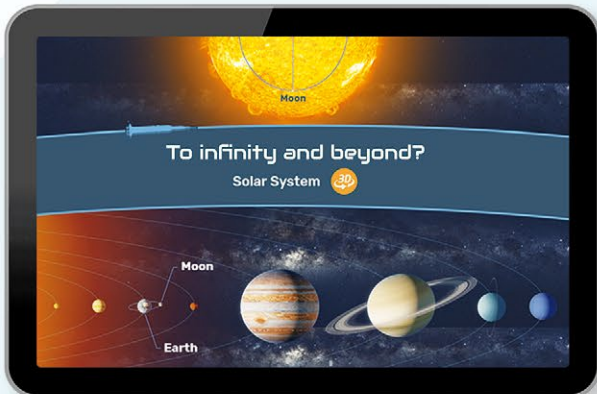 Moon
To infinity and beyond?
Solar System 3D
Moon
Earth